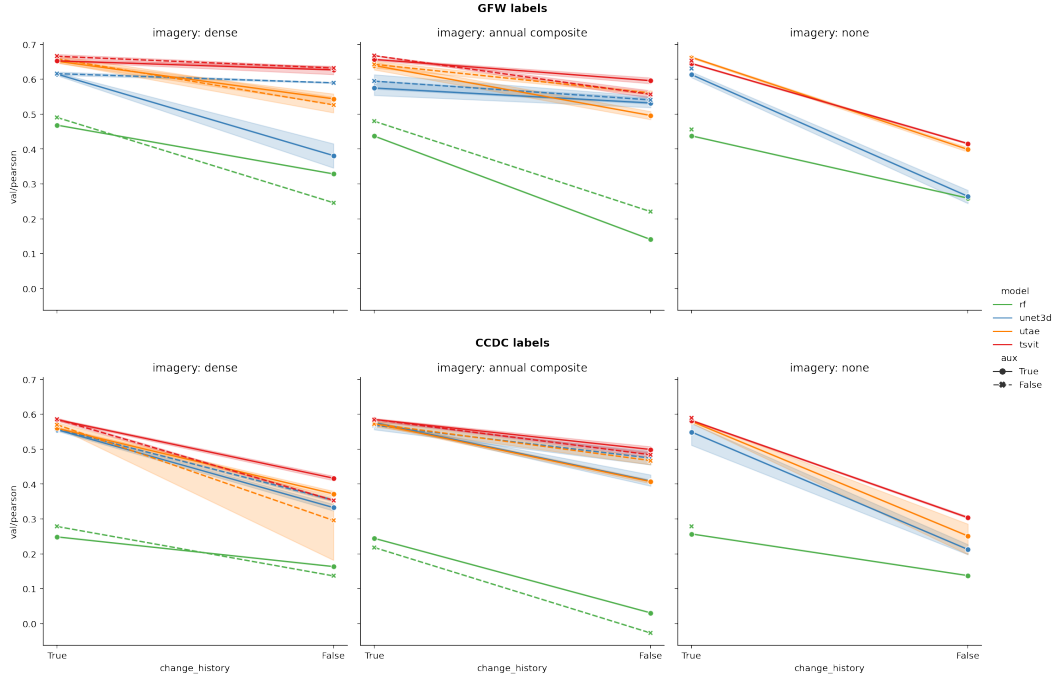 GFW labels
imagery: dense
imagery: annual composite
imagery: none
0.7
0.6
0.5
0.4
0.3
0.2
0.1
0.0
val/pearson
model
rf
unet3d
utae
tsvit
aux
True
False
CCDC labels
imagery: dense
imagery: annual composite
imagery: none
0.7
0.6
0.5
0.4
0.3
0.2
0.1
0.0
val/pearson
True False
change_history
True False
change_history
True False
change_history